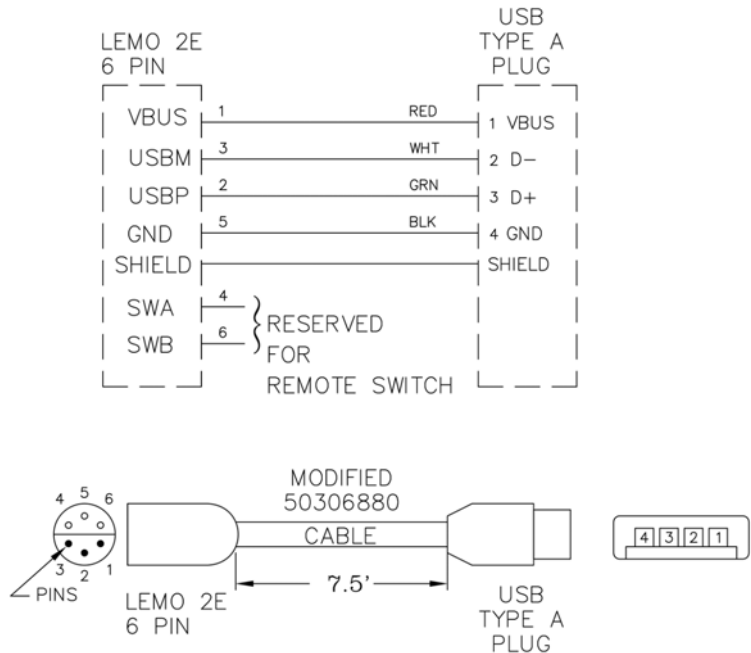 LEMO 2E
6 PIN
USB
TYPE A
PLUG
VBUS 1 RED 1 VBUS
USBM 3 WHT 2 D-
USBP 2 GRN 3 D+
GND 5 BLK 4 GND
SHIELD SHIELD
SWA 4
SWB 6
RESERVED
FOR
REMOTE SWITCH
MODIFIED
50306880
CABLE
7.5'
4 5 6
3 2 1
PINS
LEMO 2E
6 PIN
USB
TYPE A
PLUG
4 3 2 1